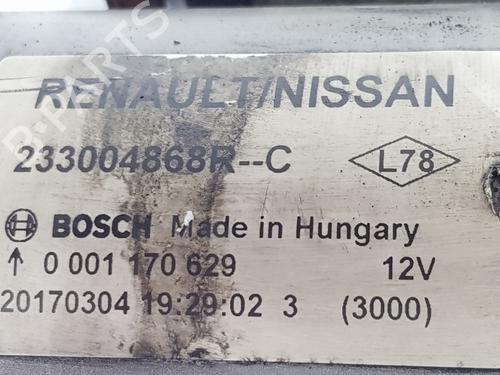 RENAULT/NISSAN
233004868R--C L78
BOSCH Made in Hungary
↑ 0 001 170 629 12V
20170304 19:29:02 3 (3000)